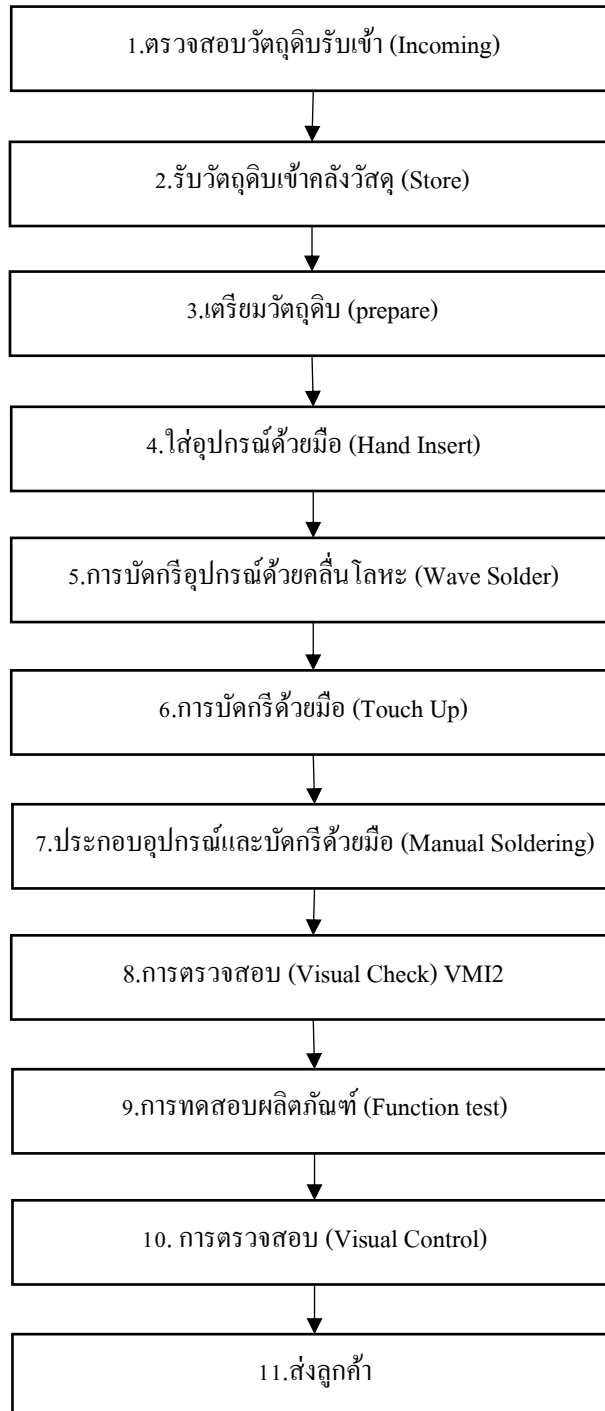 1.ตรวจสอบวัตถุดิบรับเข้า (Incoming)
2.รับวัตถุดิบเข้าคลังวัสดุ (Store)
3.เตรียมวัตถุดิบ (prepare)
4.ใส่อุปกรณ์ด้วยมือ (Hand Insert)
5.การบัดกรีอุปกรณ์ด้วยคลื่นโลหะ (Wave Solder)
6.การบัดกรีด้วยมือ (Touch Up)
7.ประกอบอุปกรณ์และบัดกรีด้วยมือ (Manual Soldering)
8.การตรวจสอบ (Visual Check) VMI2
9.การทดสอบผลิตภัณฑ์ (Function test)
10. การตรวจสอบ (Visual Control)
11.ส่งลูกค้า